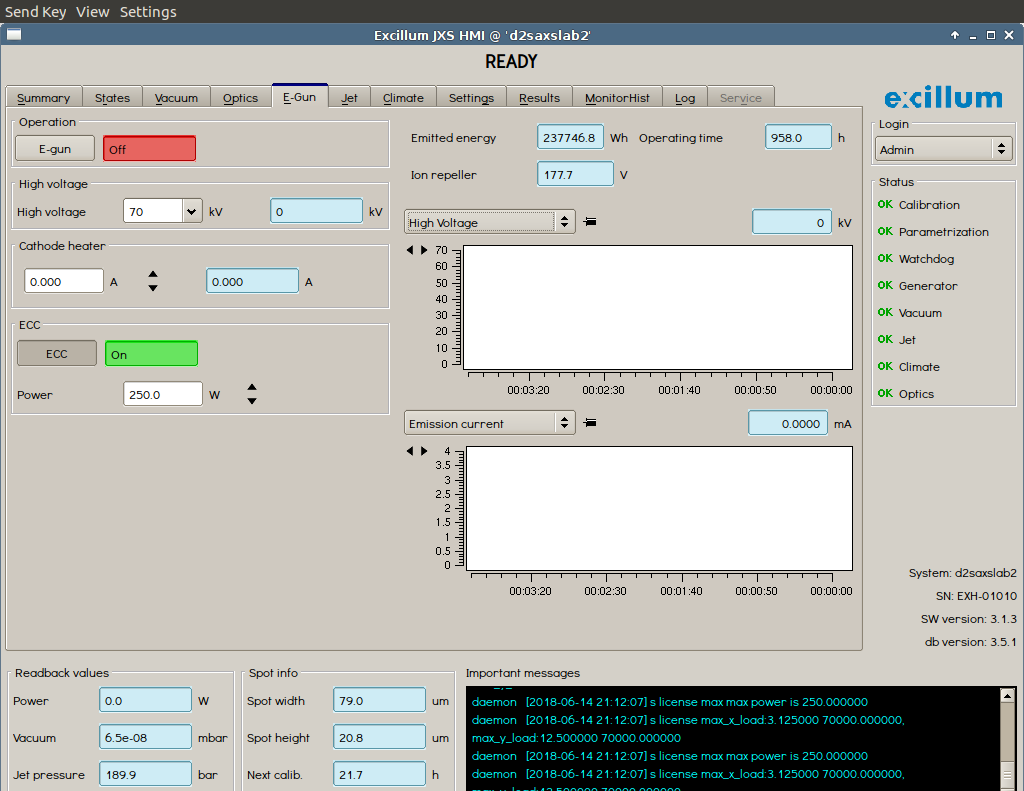 Send Key View Settings
Excillum JXS HMI @ 'd2saxslab2'
READY
Summary States Vacuum Optics E-Gun Jet Climate Settings Results MonitorHist Log Service
excillum
Operation
E-gun Off
High voltage
High voltage 70 kV 0 kV
Cathode heater
0.000 A 0.000 A
ECC
ECC On
Power 250.0 W
Emitted energy 237746.8 Wh Operating time 958.0 h
Ion repeller 177.7 V
High Voltage 0 kV
70
60
50
40
30
20
10
0
00:03:20 00:02:30 00:01:40 00:00:50 00:00:00
Emission current 0.0000 mA
4
3.5
3
2.5
2
1.5
1
0.5
0
00:03:20 00:02:30 00:01:40 00:00:50 00:00:00
Login
Admin
Status
OK Calibration
OK Parametrization
OK Watchdog
OK Generator
OK Vacuum
OK Jet
OK Climate
OK Optics
System: d2saxslab2
SN: EXH-01010
SW version: 3.1.3
db version: 3.5.1
Readback values
Power 0.0 W
Vacuum 6.5e-08 mbar
Jet pressure 189.9 bar
Spot info
Spot width 79.0 um
Spot height 20.8 um
Next calib. 21.7 h
Important messages
daemon [2018-06-14 21:12:07] s license max max power is 250.000000
daemon [2018-06-14 21:12:07] s license max_x_load:3.125000 70000.000000,
max_y_load:12.500000 70000.000000
daemon [2018-06-14 21:12:07] s license max max power is 250.000000
daemon [2018-06-14 21:12:07] s license max_x_load:3.125000 70000.000000,